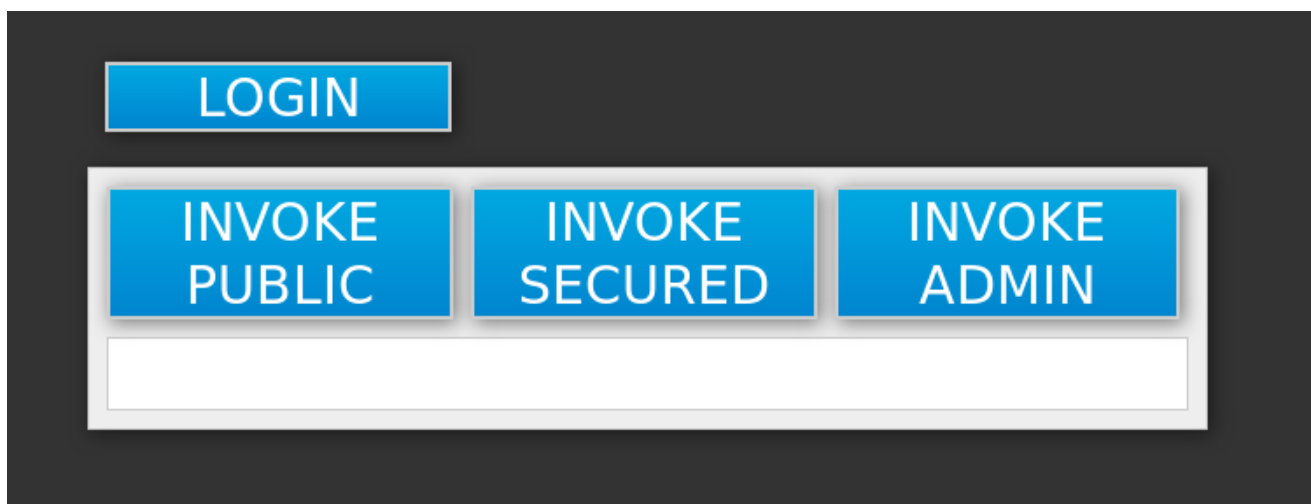 LOGIN
INVOKE
PUBLIC
INVOKE
SECURED
INVOKE
ADMIN